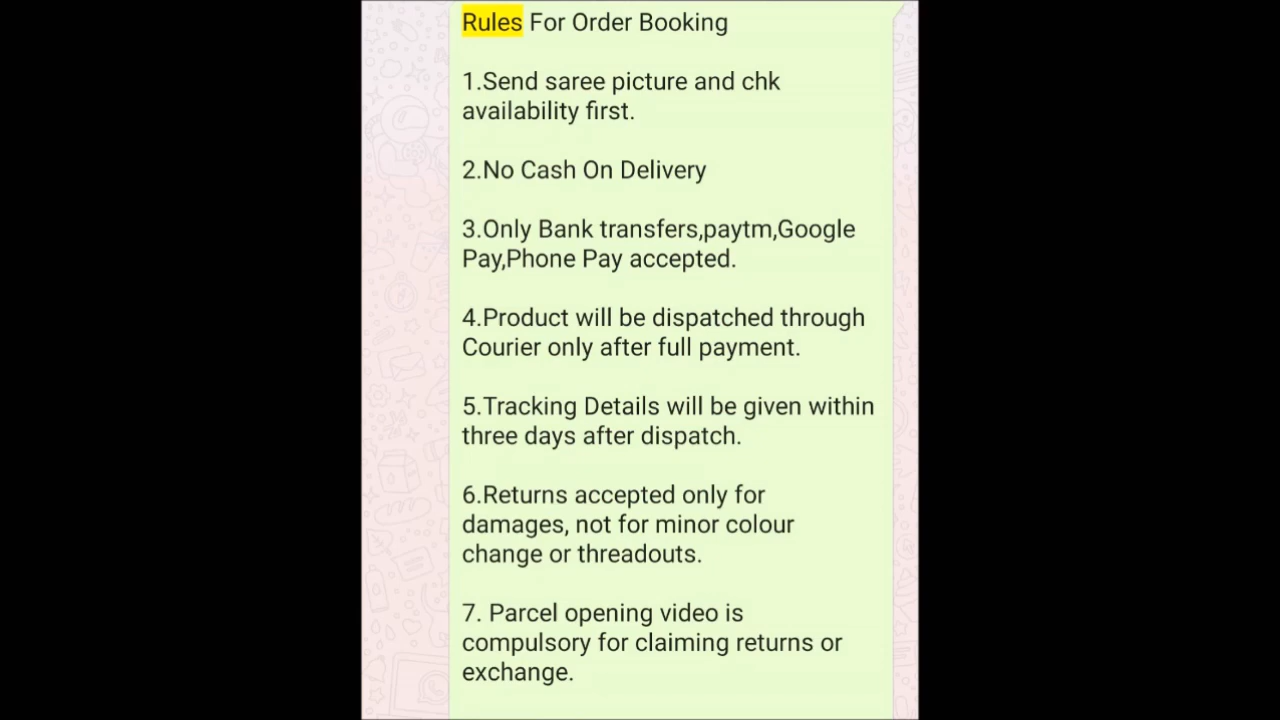 Rules For Order Booking
1.Send saree picture and chk
availability first.
2.No Cash On Delivery
3.Only Bank transfers,paytm,Google
Pay,Phone Pay accepted.
4.Product will be dispatched through
Courier only after full payment.
5.Tracking Details will be given within
three days after dispatch.
6.Returns accepted only for
damages, not for minor colour
change or threadouts.
7. Parcel opening video is
compulsory for claiming returns or
exchange.